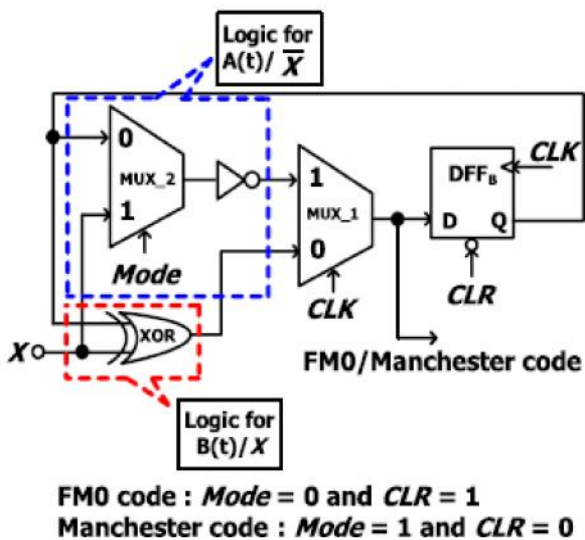 Logic for
A(t)/ X
0
MUX_2
1
Mode
1
MUX_1
0
CLK
DFFB
CLK
D Q
CLR
XOR
X
FM0/Manchester code
Logic for
B(t)/X
FM0 code : Mode = 0 and CLR = 1
Manchester code : Mode = 1 and CLR = 0